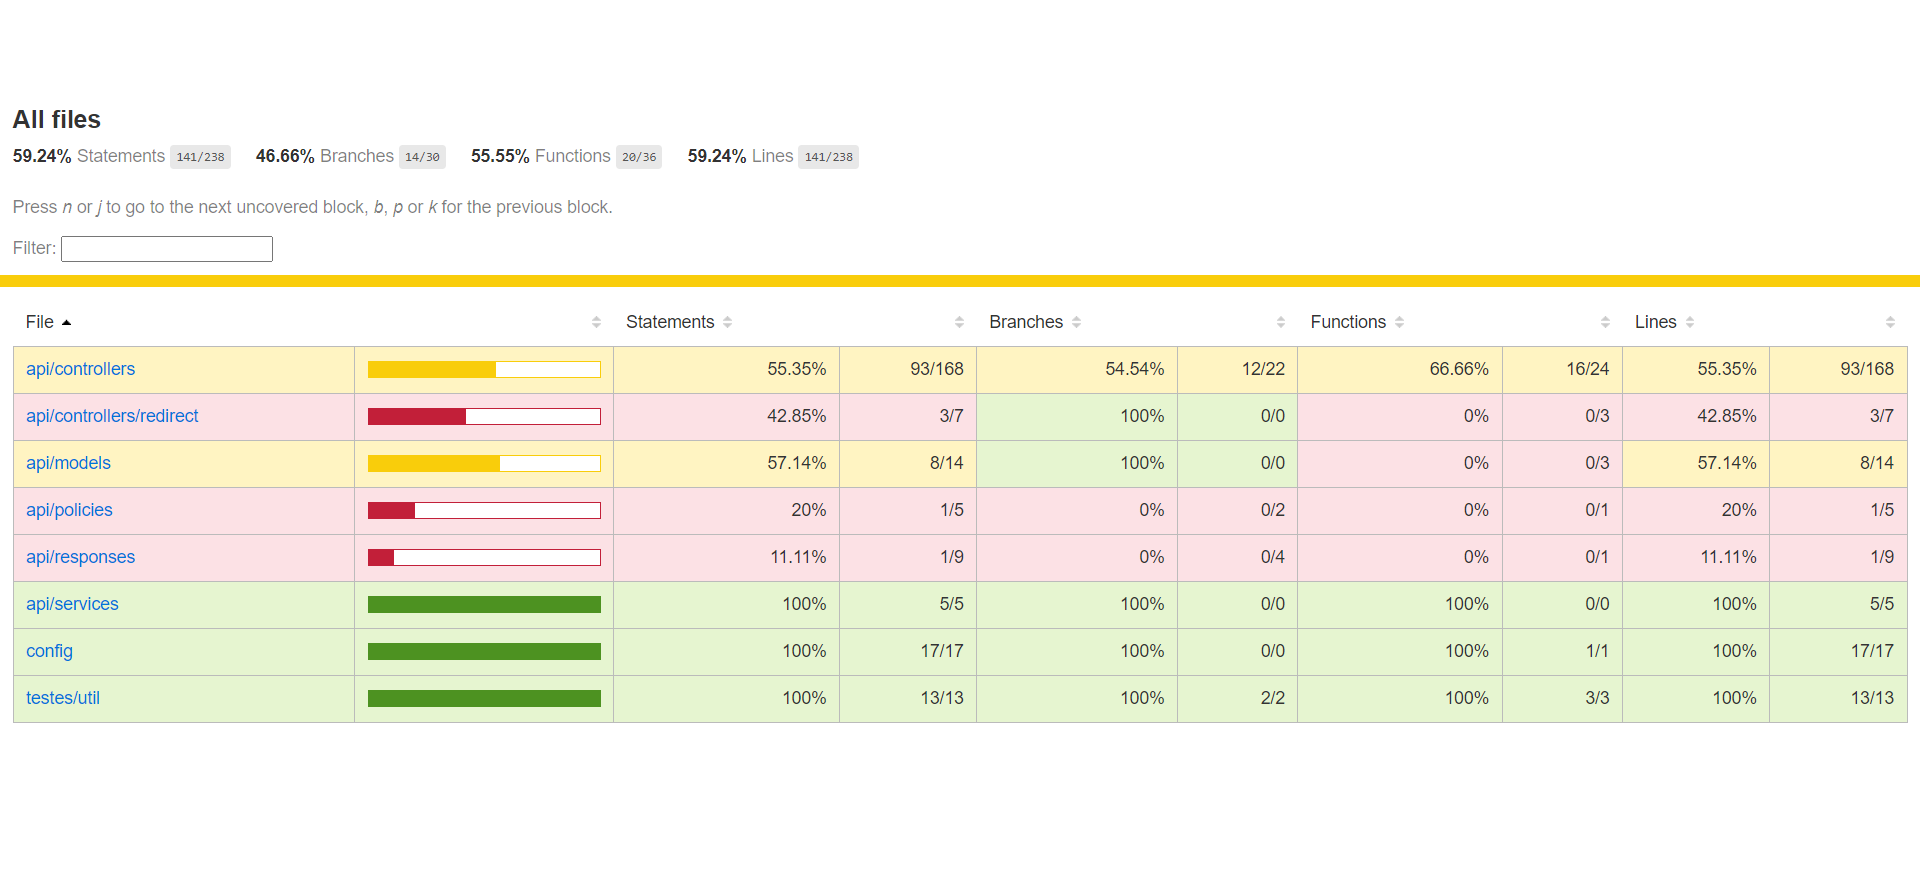 All files
59.24% Statements 141/238 46.66% Branches 14/30 55.55% Functions 20/36 59.24% Lines 141/238
Press n or j to go to the next uncovered block, b, p or k for the previous block.
Filter:
File Statements Branches Functions Lines
api/controllers 55.35% 93/168 54.54% 12/22 66.66% 16/24 55.35% 93/168
api/controllers/redirect 42.85% 3/7 100% 0/0 0% 0/3 42.85% 3/7
api/models 57.14% 8/14 100% 0/0 0% 0/3 57.14% 8/14
api/policies 20% 1/5 0% 0/2 0% 0/1 20% 1/5
api/responses 11.11% 1/9 0% 0/4 0% 0/1 11.11% 1/9
api/services 100% 5/5 100% 0/0 100% 0/0 100% 5/5
config 100% 17/17 100% 0/0 100% 1/1 100% 17/17
testes/util 100% 13/13 100% 2/2 100% 3/3 100% 13/13